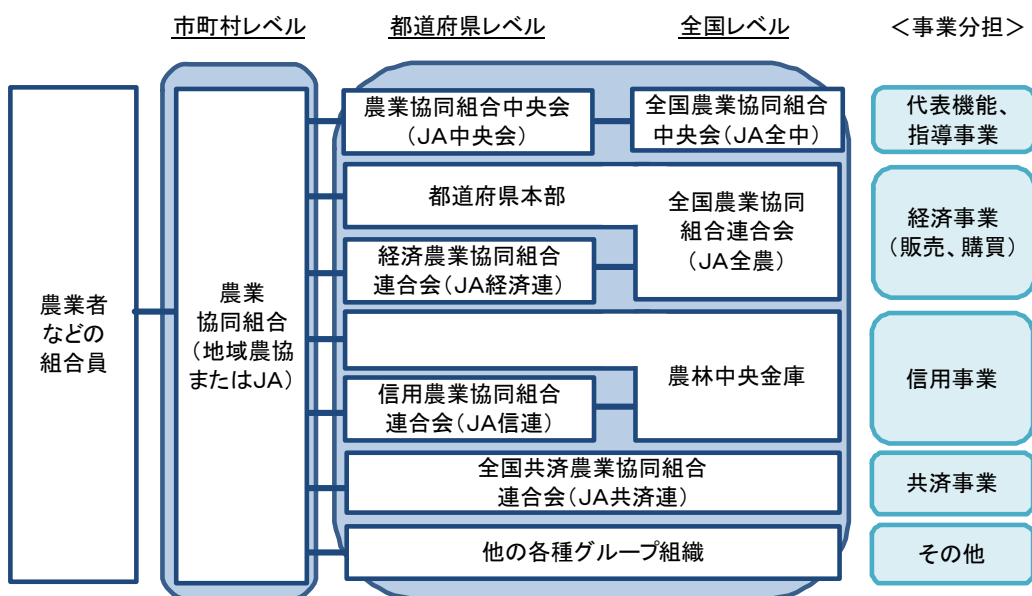 市町村レベル
都道府県レベル
全国レベル
＜事業分担＞
農業者
などの
組合員
農業
協同組合
（地域農協
またはJA）
農業協同組合中央会
（JA中央会）
全国農業協同組合
中央会（JA全中）
代表機能、
指導事業
都道府県本部
全国農業協同
組合連合会
（JA全農）
経済農業協同組合
連合会（JA経済連）
経済事業
（販売、購買）
農林中央金庫
信用農業協同組合
連合会（JA信連）
信用事業
全国共済農業協同組合
連合会（JA共済連）
共済事業
他の各種グループ組織
その他